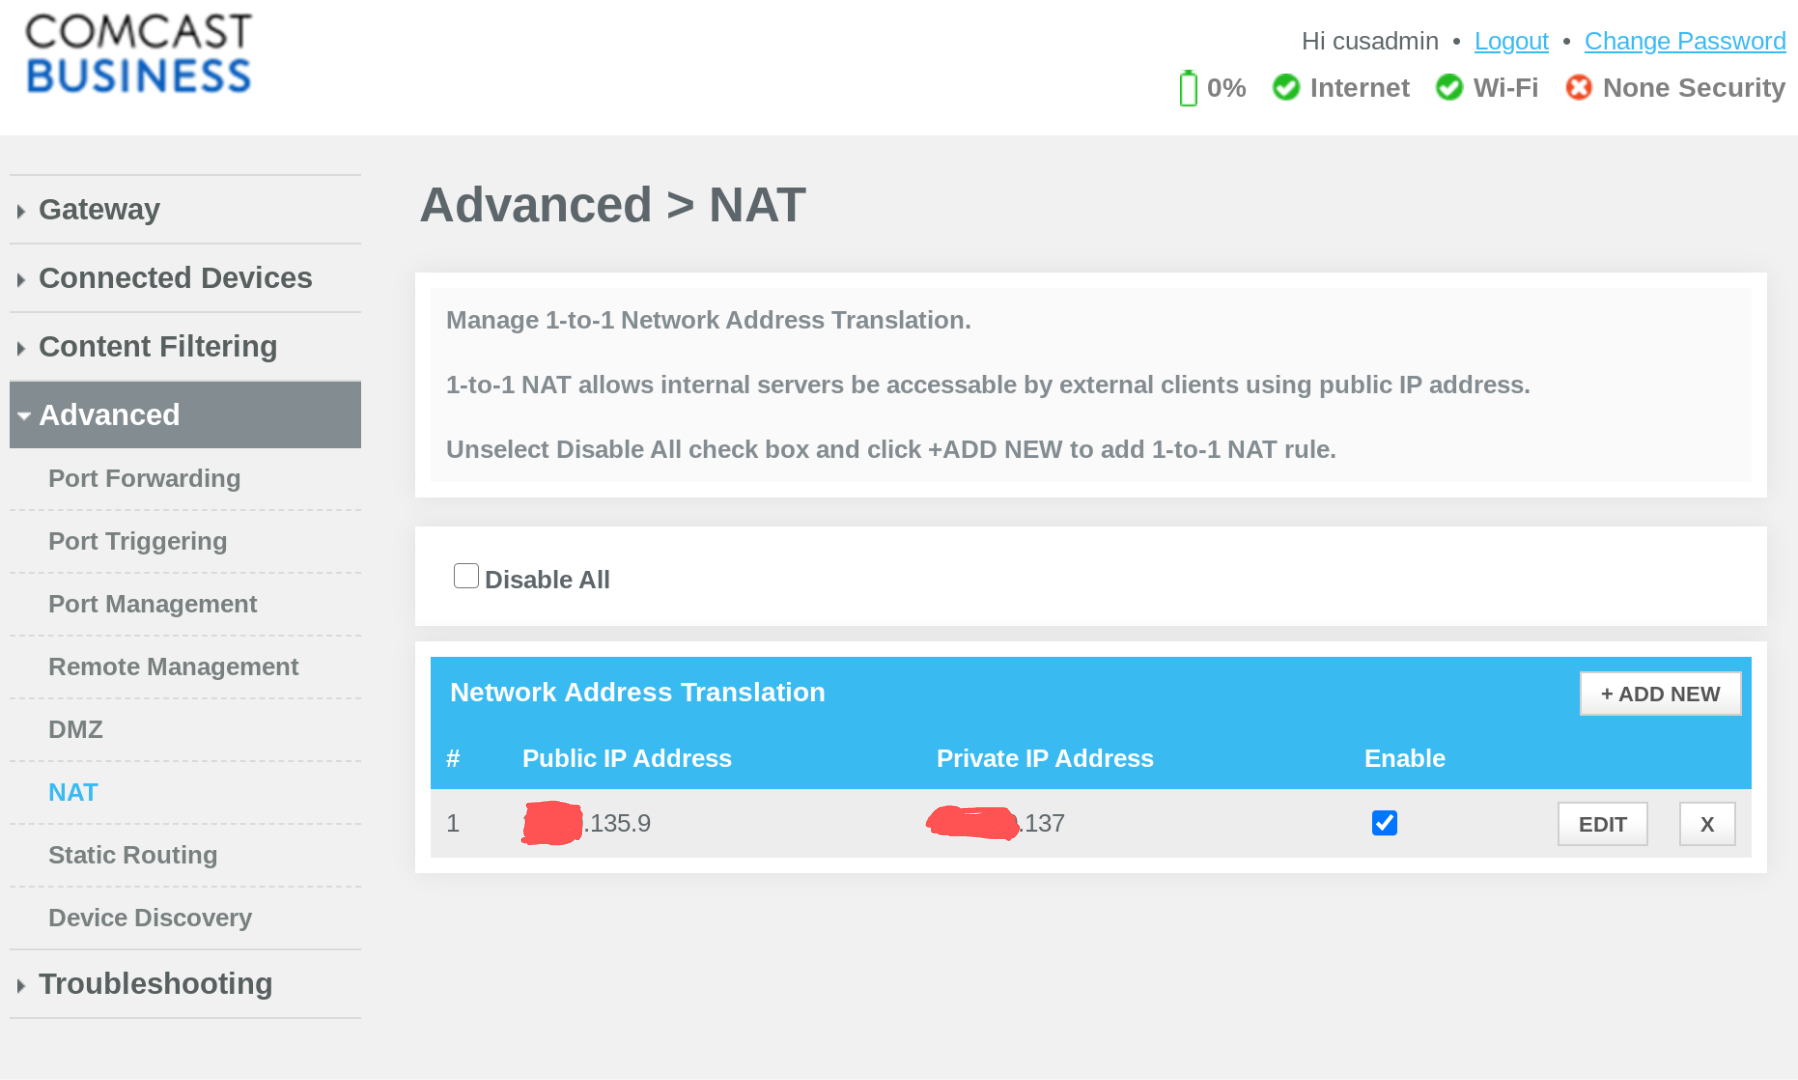 COMCAST
BUSINESS
Hi cusadmin • Logout • Change Password
0% Internet Wi-Fi None Security
Gateway
Connected Devices
Content Filtering
Advanced
Port Forwarding
Port Triggering
Port Management
Remote Management
DMZ
NAT
Static Routing
Device Discovery
Troubleshooting
Advanced > NAT
Manage 1-to-1 Network Address Translation.
1-to-1 NAT allows internal servers be accessable by external clients using public IP address.
Unselect Disable All check box and click +ADD NEW to add 1-to-1 NAT rule.
Disable All
Network Address Translation + ADD NEW
# Public IP Address Private IP Address Enable
1 .135.9 .137 EDIT X